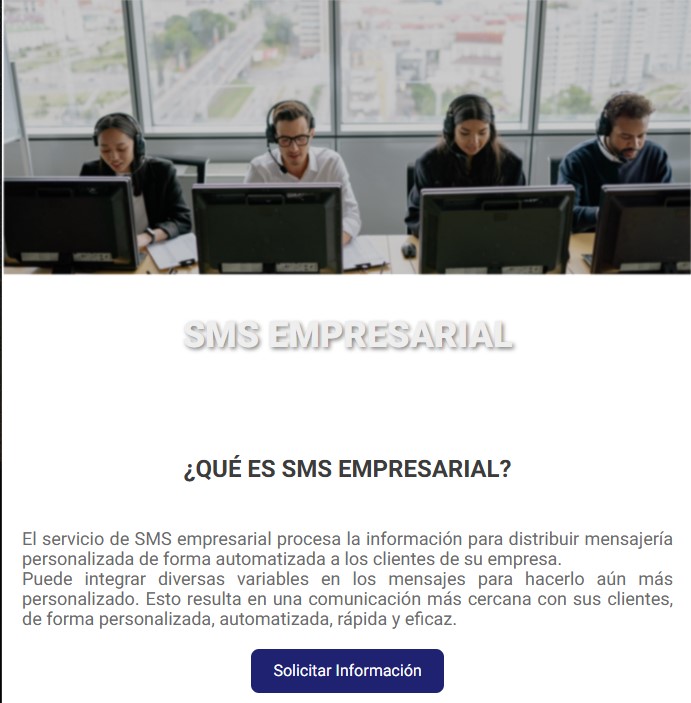 SMS EMPRESARIAL
¿QUÉ ES SMS EMPRESARIAL?
El servicio de SMS empresarial procesa la información para distribuir mensajería
personalizada de forma automatizada a los clientes de su empresa.
Puede integrar diversas variables en los mensajes para hacerlo aún más
personalizado. Esto resulta en una comunicación más cercana con sus clientes,
de forma personalizada, automatizada, rápida y eficaz.
Solicitar Información